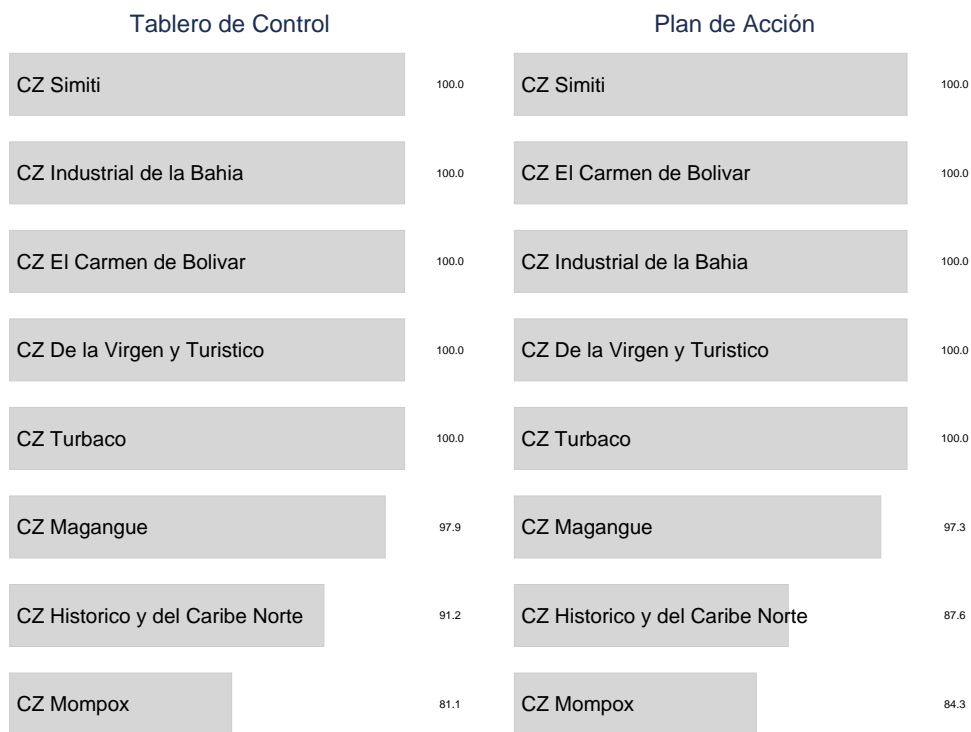 Tablero de Control
CZ Simiti 100.0
CZ Industrial de la Bahia 100.0
CZ El Carmen de Bolivar 100.0
CZ De la Virgen y Turistico 100.0
CZ Turbaco 100.0
CZ Magangue 97.9
CZ Historico y del Caribe Norte 91.2
CZ Mompox 81.1
Plan de Acción
CZ Simiti 100.0
CZ El Carmen de Bolivar 100.0
CZ Industrial de la Bahia 100.0
CZ De la Virgen y Turistico 100.0
CZ Turbaco 100.0
CZ Magangue 97.3
CZ Historico y del Caribe Norte 87.6
CZ Mompox 84.3